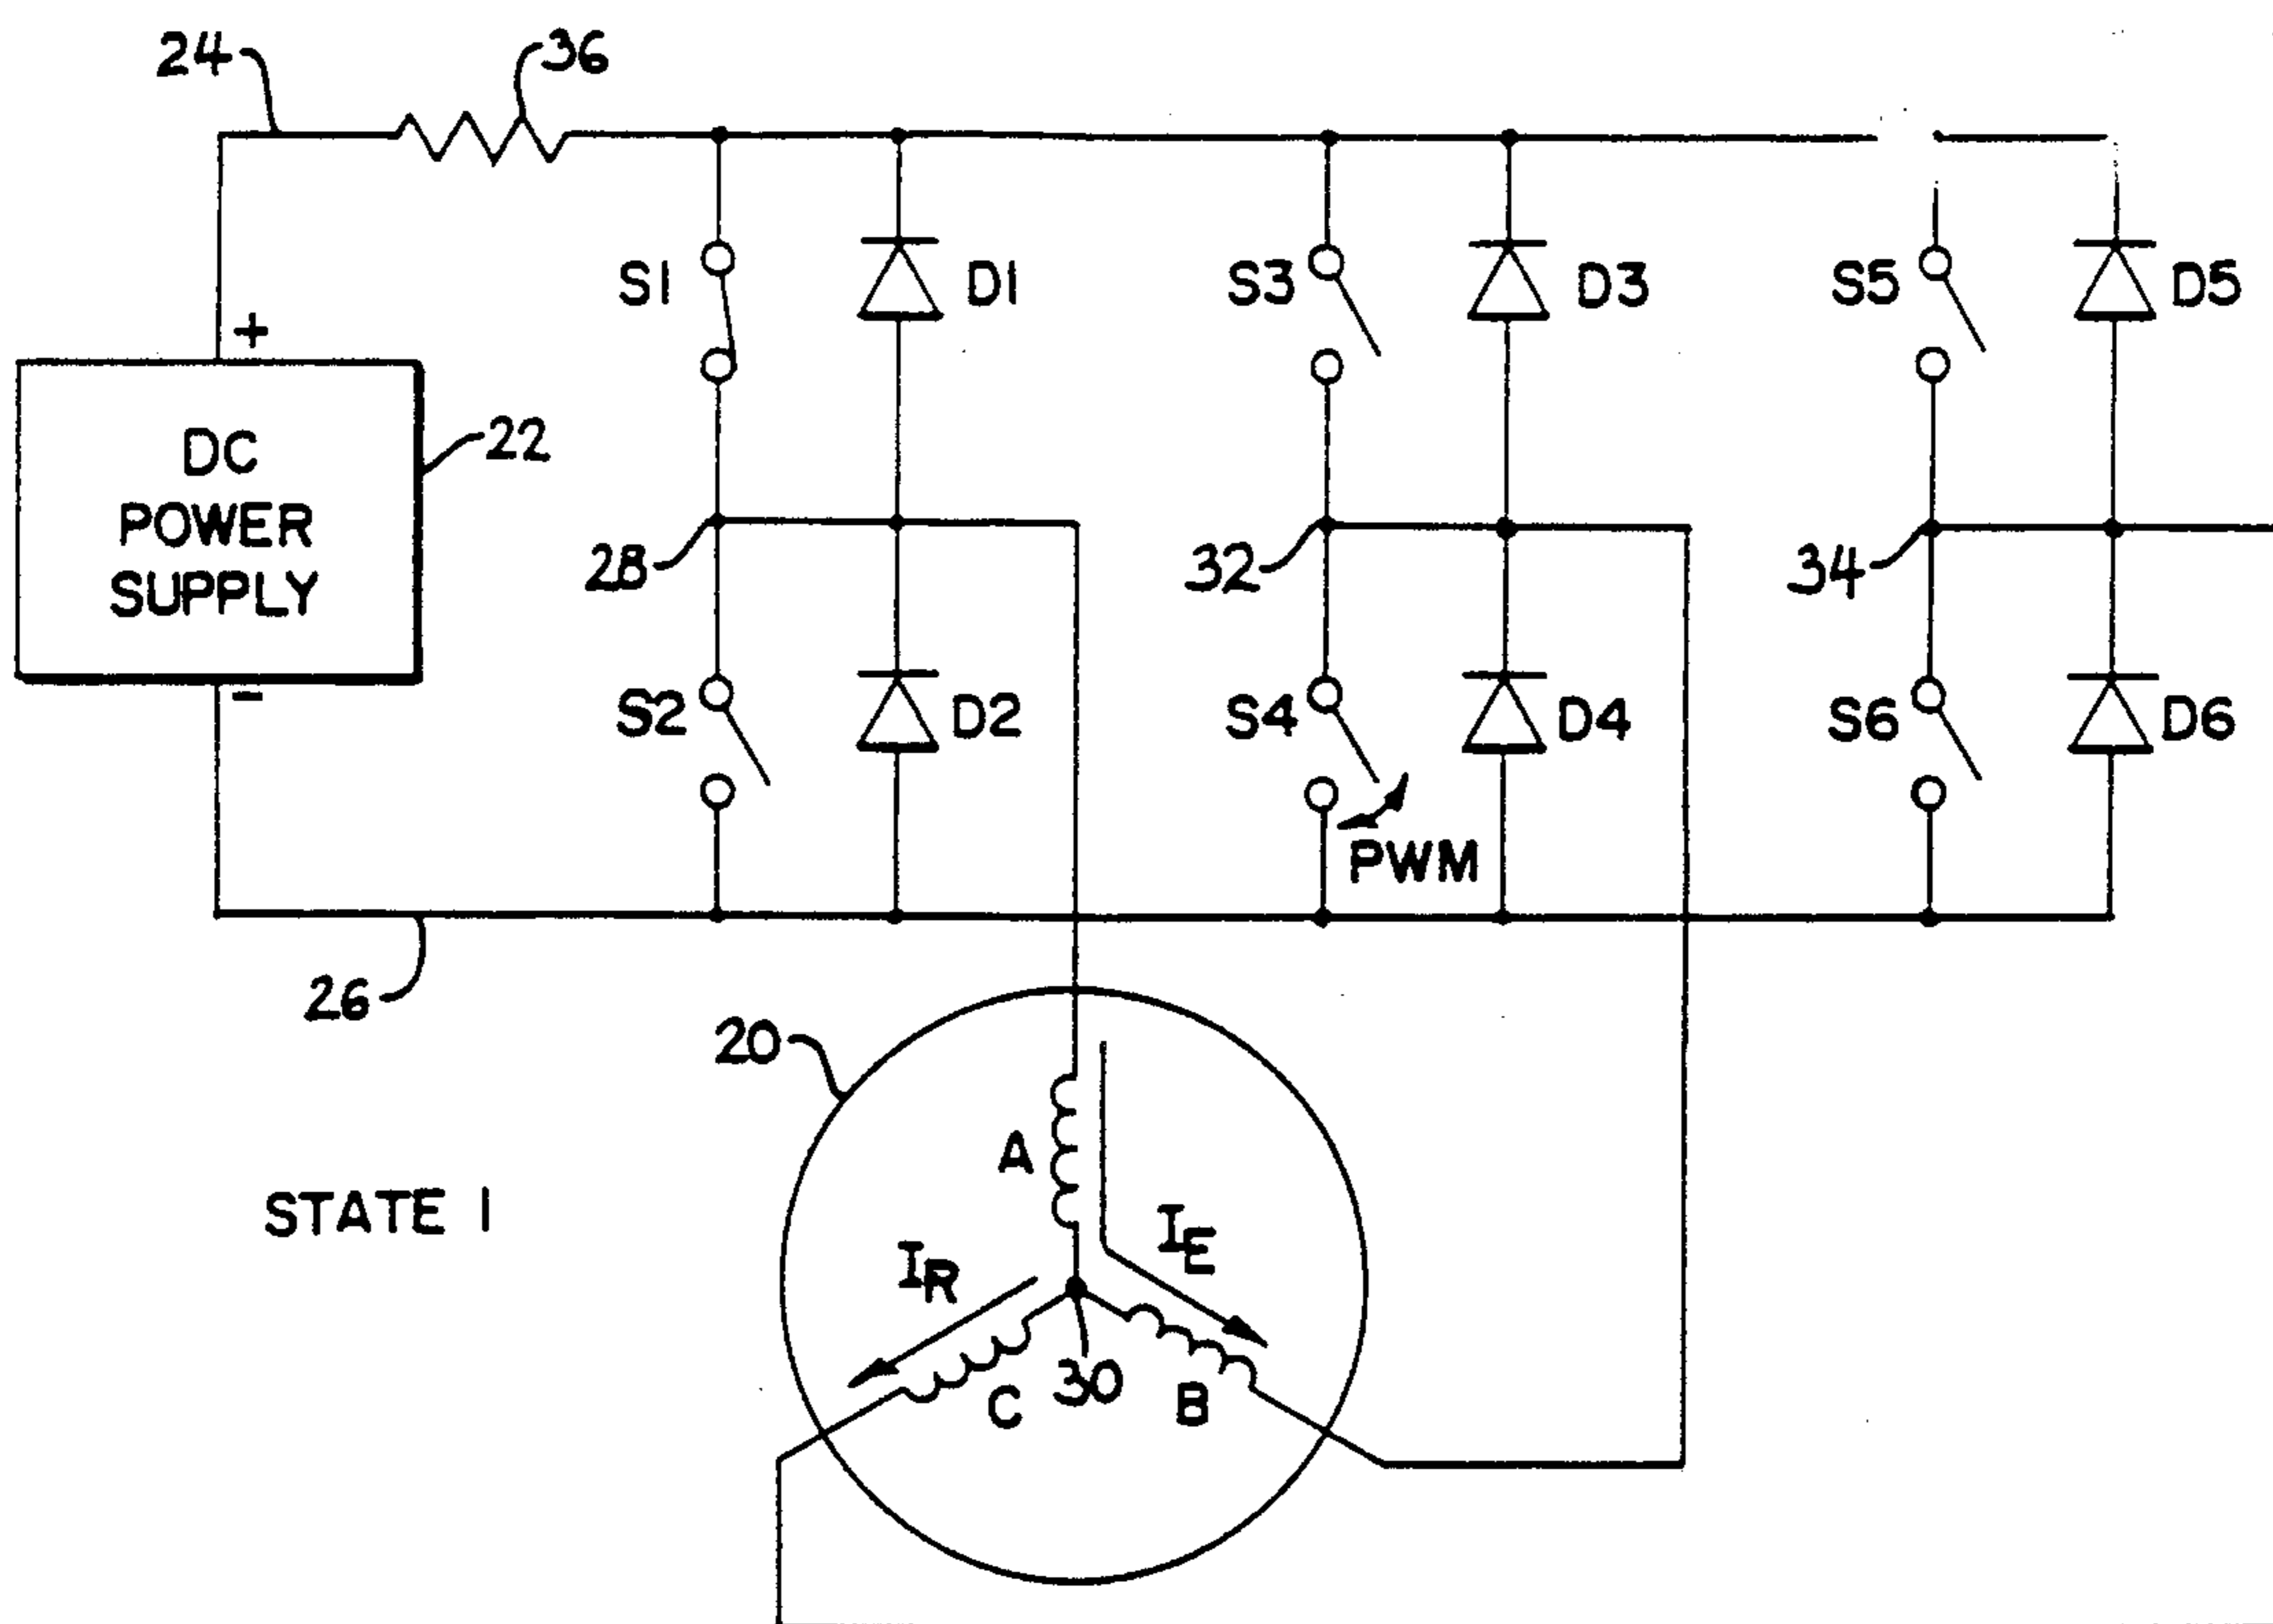 24
36
+
S1
D1
S3
D3
S5
D5
DC
POWER
SUPPLY
22
28
32
34
-
S2
D2
S4
D4
S6
D6
PWM
26
20
A
STATE 1
IR
IE
C
30
B